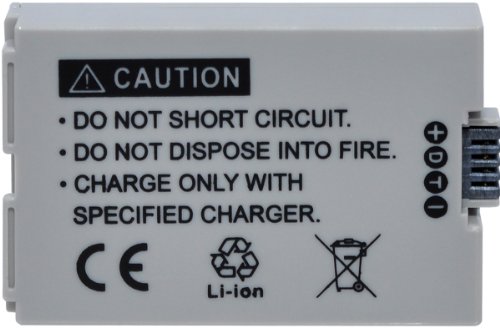 ⚠ CAUTION
• DO NOT SHORT CIRCUIT.
• DO NOT DISPOSE INTO FIRE.
• CHARGE ONLY WITH
SPECIFIED CHARGER.
+ D T −
CE
Li-ion